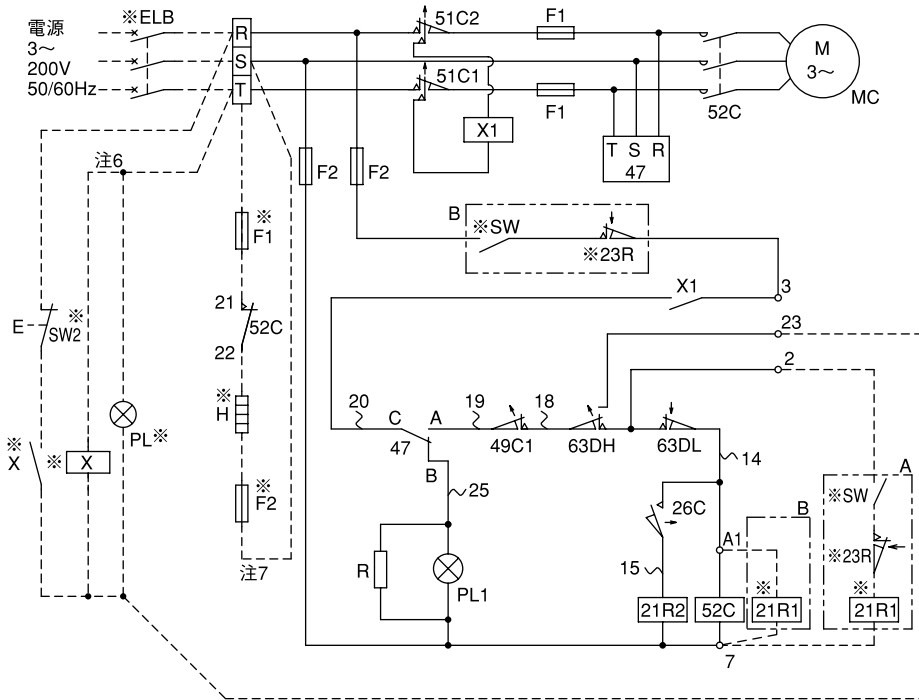 電源
3～
200V
50/60Hz
※ELB
R
S
T
51C2
51C1
X1
F1
F1
52C
M
3～
MC
T S R
47
注6
F2
F2
B
※SW
※23R
X1
3
23
2
※
F1
21
52C
22
※
H
※
F2
注7
E
SW2
※
※
X
※
X
PL※
20
C
A
47
B
19
49C1
18
63DH
63DL
14
25
R
PL1
26C
15
21R2
52C
A1
B
※
21R1
A
※SW
※23R
※
21R1
7